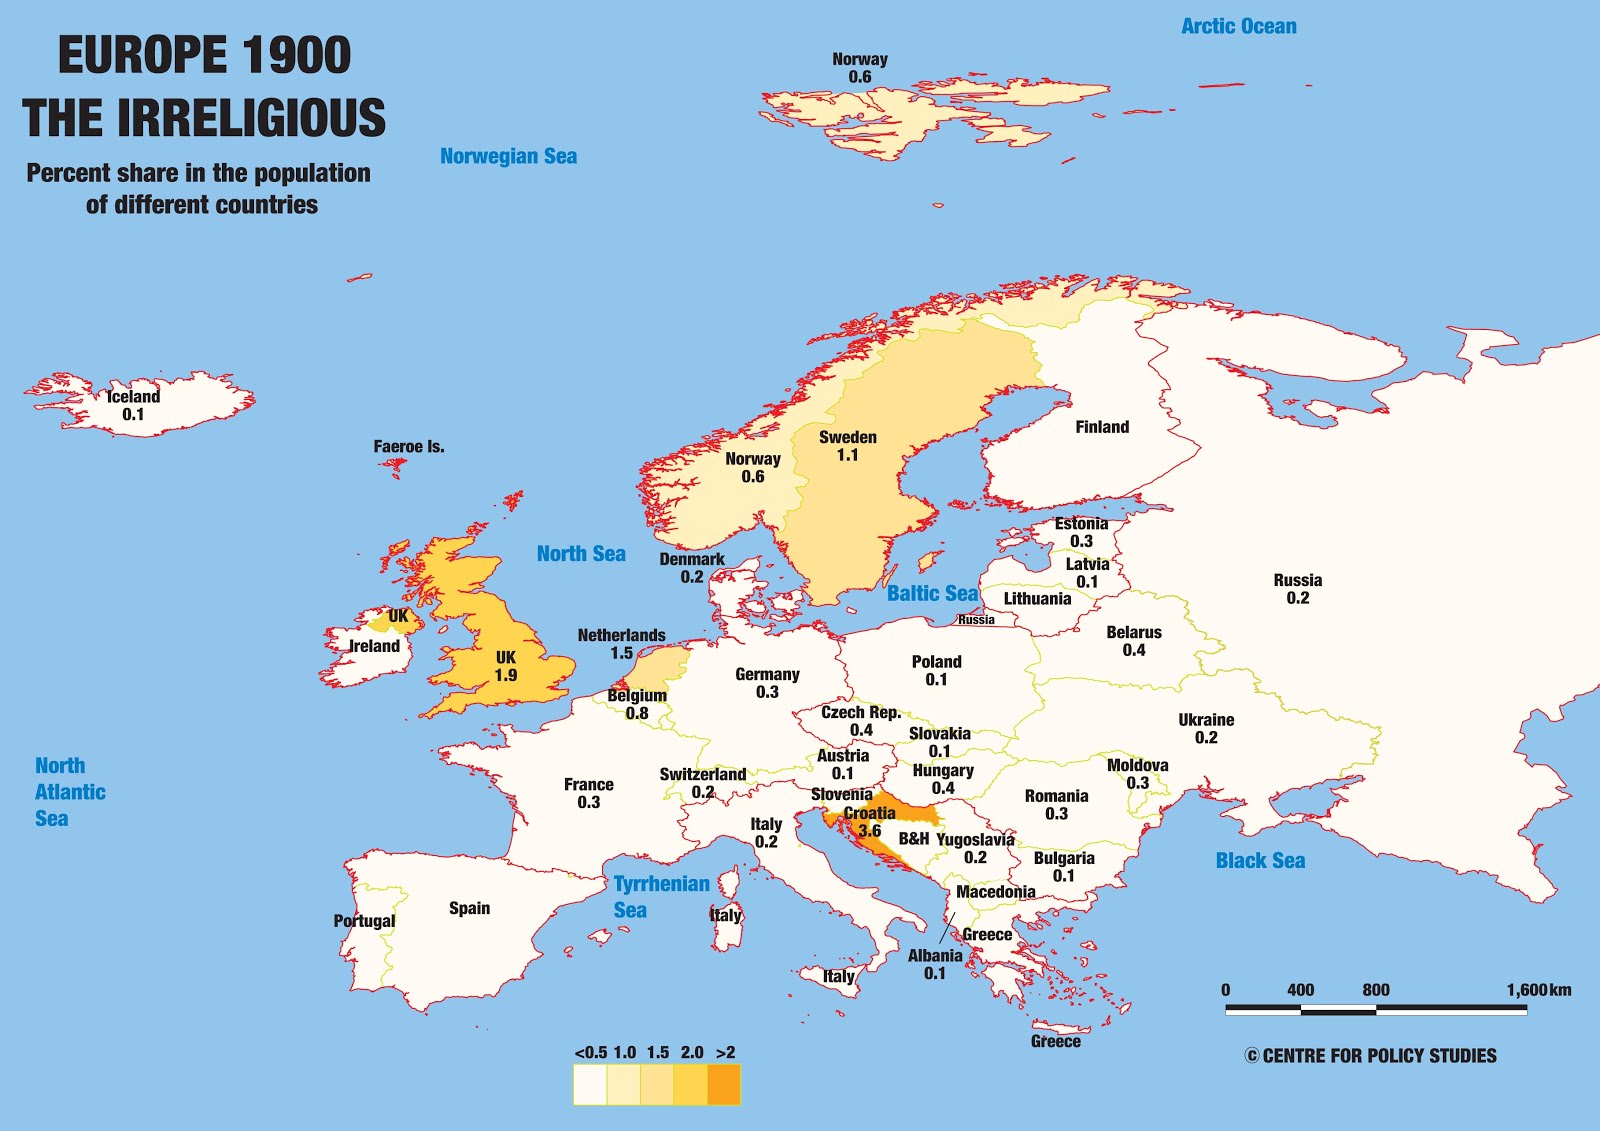 EUROPE 1900
THE IRRELIGIOUS
Percent share in the population
of different countries
Arctic Ocean
Norway
0.6
Norwegian Sea
Iceland
0.1
Faeroe Is.
Sweden
1.1
Finland
Norway
0.6
North Sea
Denmark
0.2
Estonia
0.3
Latvia
0.1
Baltic Sea
Lithuania
Russia
0.2
Russia
UK
Ireland
UK
1.9
Netherlands
1.5
Belgium
0.8
Germany
0.3
Poland
0.1
Belarus
0.4
Czech Rep.
0.4
Slovakia
0.1
Ukraine
0.2
North
Atlantic
Sea
France
0.3
Switzerland
0.2
Austria
0.1
Hungary
0.4
Moldova
0.3
Slovenia
Croatia
3.6
Romania
0.3
Italy
0.2
B&H
Yugoslavia
0.2
Bulgaria
0.1
Black Sea
Tyrrhenian
Sea
Macedonia
Portugal
Spain
Italy
Greece
Albania
0.1
Italy
Greece
0 400 800 1,600 km
© CENTRE FOR POLICY STUDIES
<0.5 1.0 1.5 2.0 >2